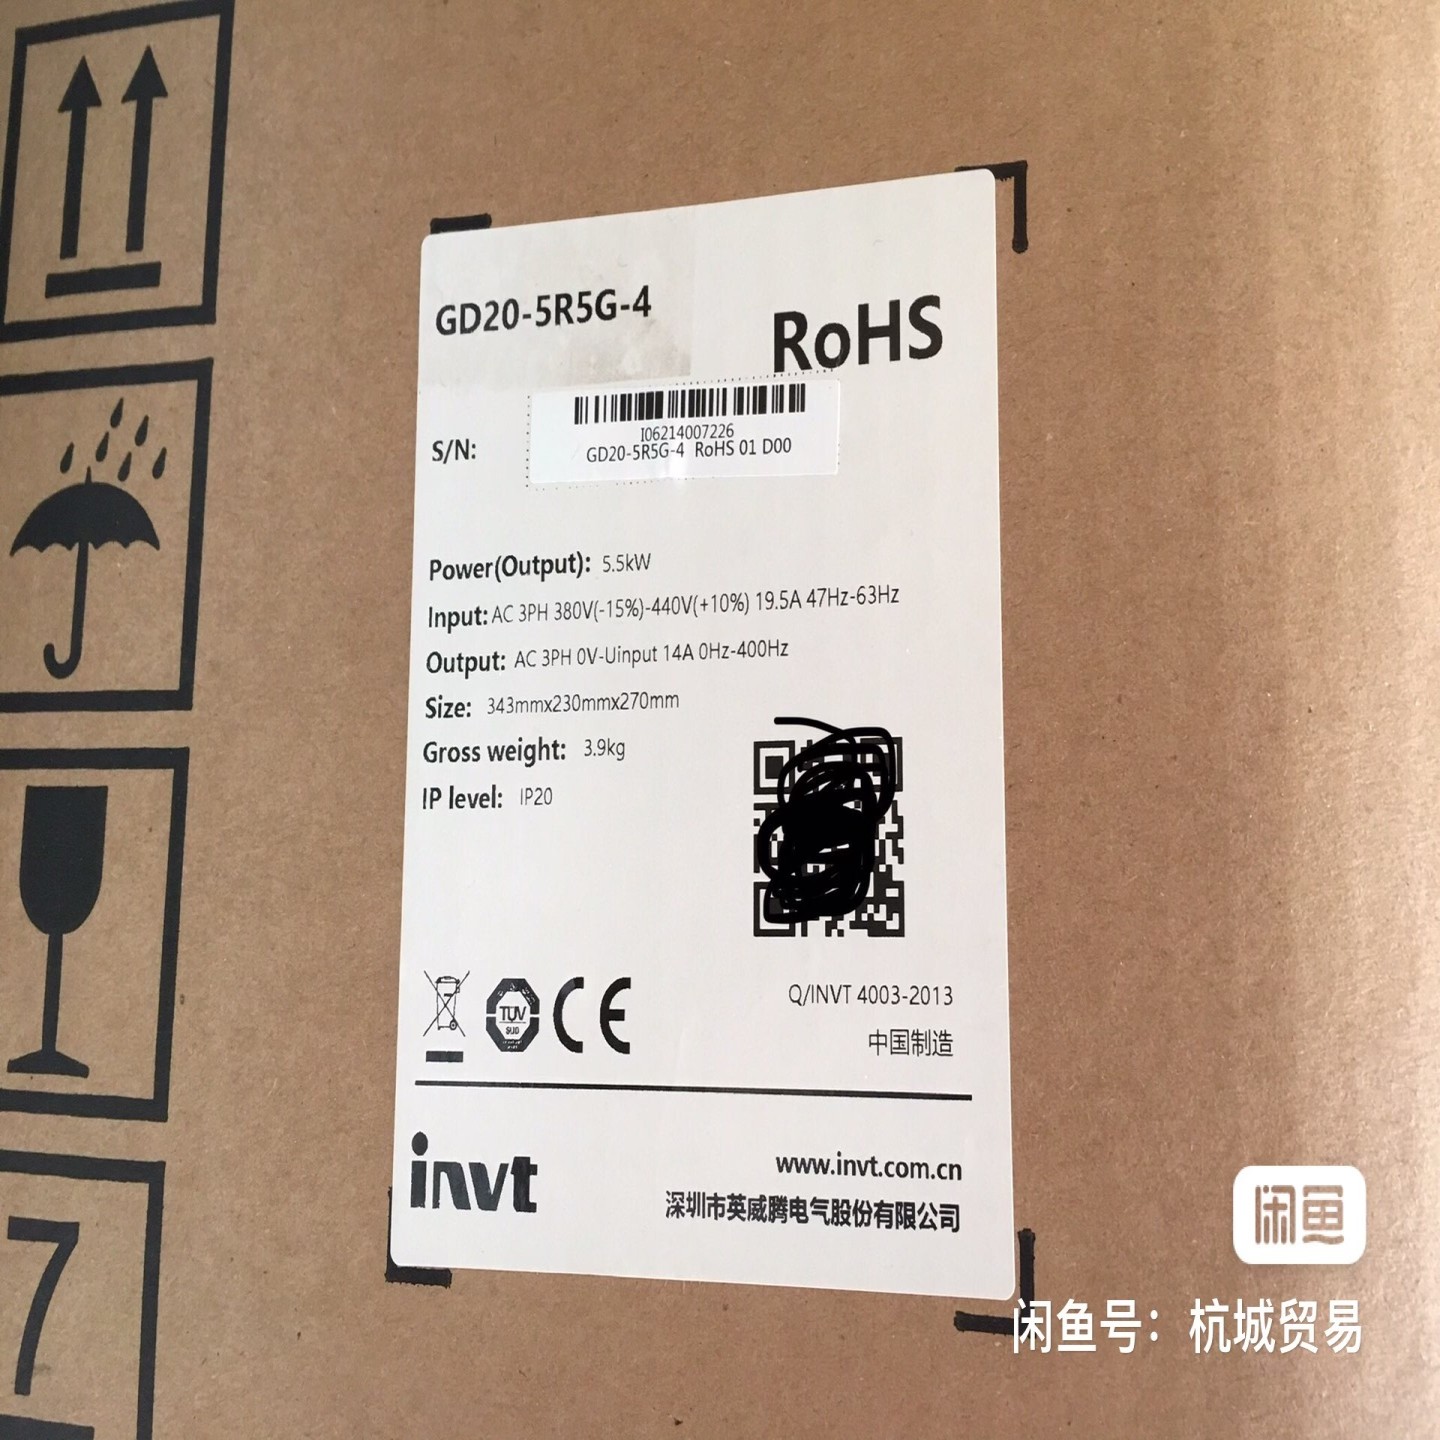 GD20-5R5G-4
RoHS
S/N:
I06214007226
GD20-5R5G-4 RoHS 01 D00
Power(Output): 5.5kW
Input: AC 3PH 380V(-15%)-440V(+10%) 19.5A 47Hz-63Hz
Output: AC 3PH 0V-Uinput 14A 0Hz-400Hz
Size: 343mmx230mmx270mm
Gross weight: 3.9kg
IP level: IP20
TÜV
SÜD
CE
Q/INVT 4003-2013
中国制造
invt
www.invt.com.cn
深圳市英威腾电气股份有限公司
7
闲鱼
闲鱼号：杭城贸易